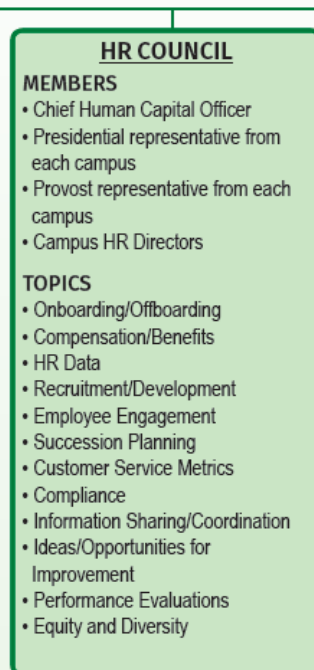 HR COUNCIL
MEMBERS
• Chief Human Capital Officer
• Presidential representative from
each campus
• Provost representative from each
campus
• Campus HR Directors
TOPICS
• Onboarding/Offboarding
• Compensation/Benefits
• HR Data
• Recruitment/Development
• Employee Engagement
• Succession Planning
• Customer Service Metrics
• Compliance
• Information Sharing/Coordination
• Ideas/Opportunities for
Improvement
• Performance Evaluations
• Equity and Diversity